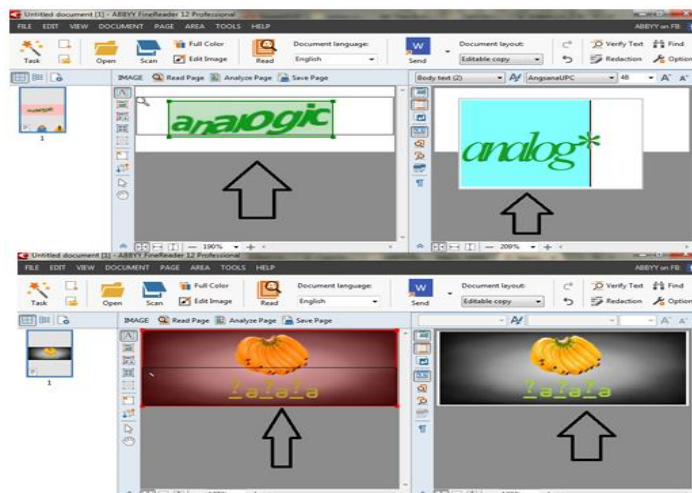 Untitled document [1] - ABBYY FineReader 12 Professional
FILE EDIT VIEW DOCUMENT PAGE AREA TOOLS HELP ABBYY on FB:
Task Open Scan Full Color Edit Image Read Document language: English Send Document layout: Editable copy Verify Text Find Redaction Option
IMAGE Read Page Analyze Page Save Page Body text (2) AngsanaUPC 48
1
analogic analog*
190% 209%
Untitled document [1] - ABBYY FineReader 12 Professional
FILE EDIT VIEW DOCUMENT PAGE AREA TOOLS HELP ABBYY on FB:
Task Open Scan Full Color Edit Image Read Document language: English Send Document layout: Editable copy Verify Text Find Redaction Option
IMAGE Read Page Analyze Page Save Page
1
?a?a?a ?a?a?a